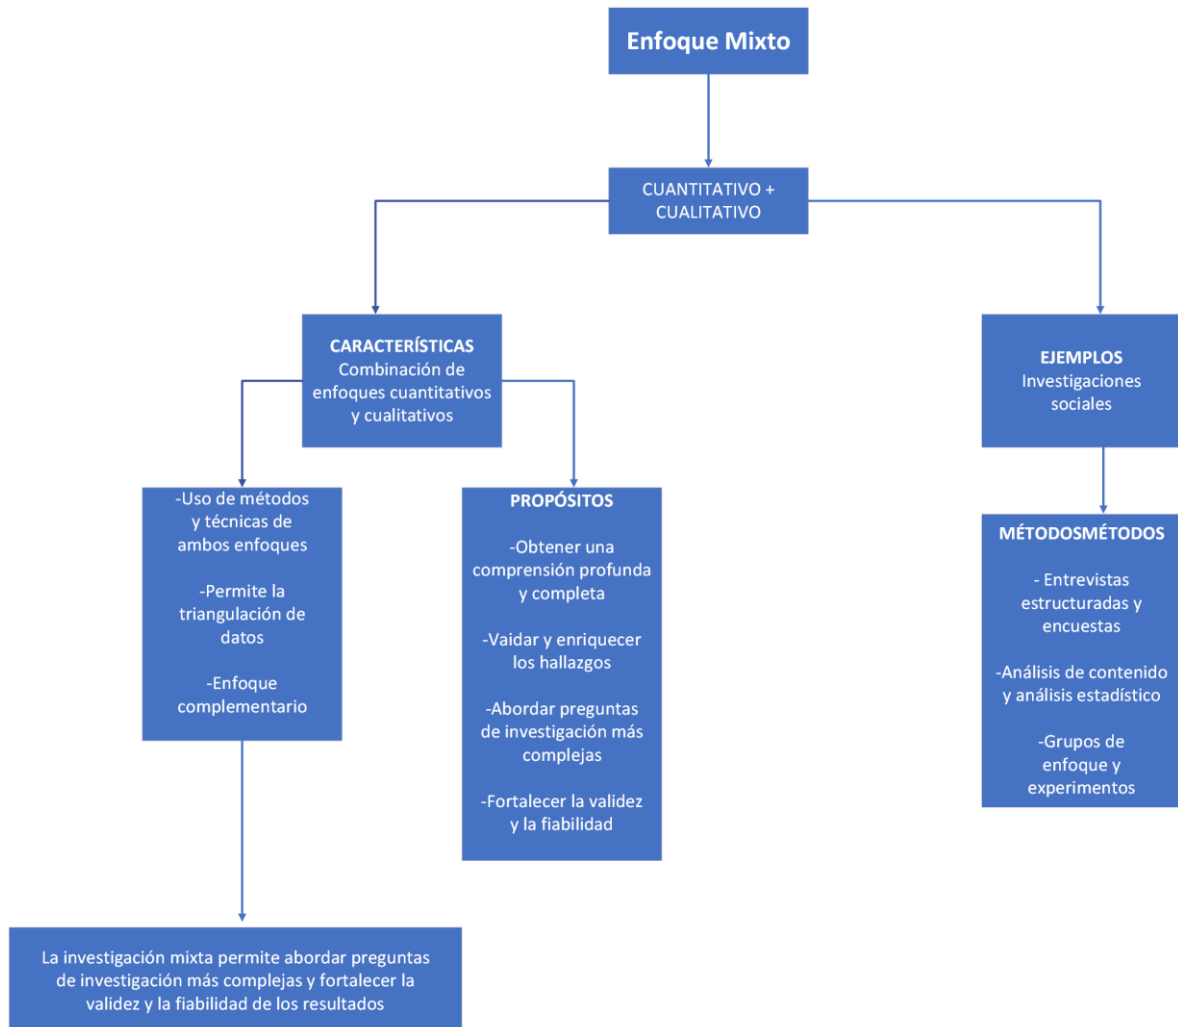 Enfoque Mixto
CUANTITATIVO +
CUALITATIVO
CARACTERÍSTICAS
Combinación de
enfoques cuantitativos
y cualitativos
EJEMPLOS
Investigaciones
sociales
-Uso de métodos
y técnicas de
ambos enfoques
-Permite la
triangulación de
datos
-Enfoque
complementario
PROPÓSITOS
-Obtener una
comprensión profunda
y completa
-Vaidar y enriquecer
los hallazgos
-Abordar preguntas
de investigación más
complejas
-Fortalecer la validez
y la fiabilidad
MÉTODOSMÉTODOS
- Entrevistas
estructuradas y
encuestas
-Análisis de contenido
y análisis estadístico
-Grupos de
enfoque y
experimentos
La investigación mixta permite abordar preguntas
de investigación más complejas y fortalecer la
validez y la fiabilidad de los resultados